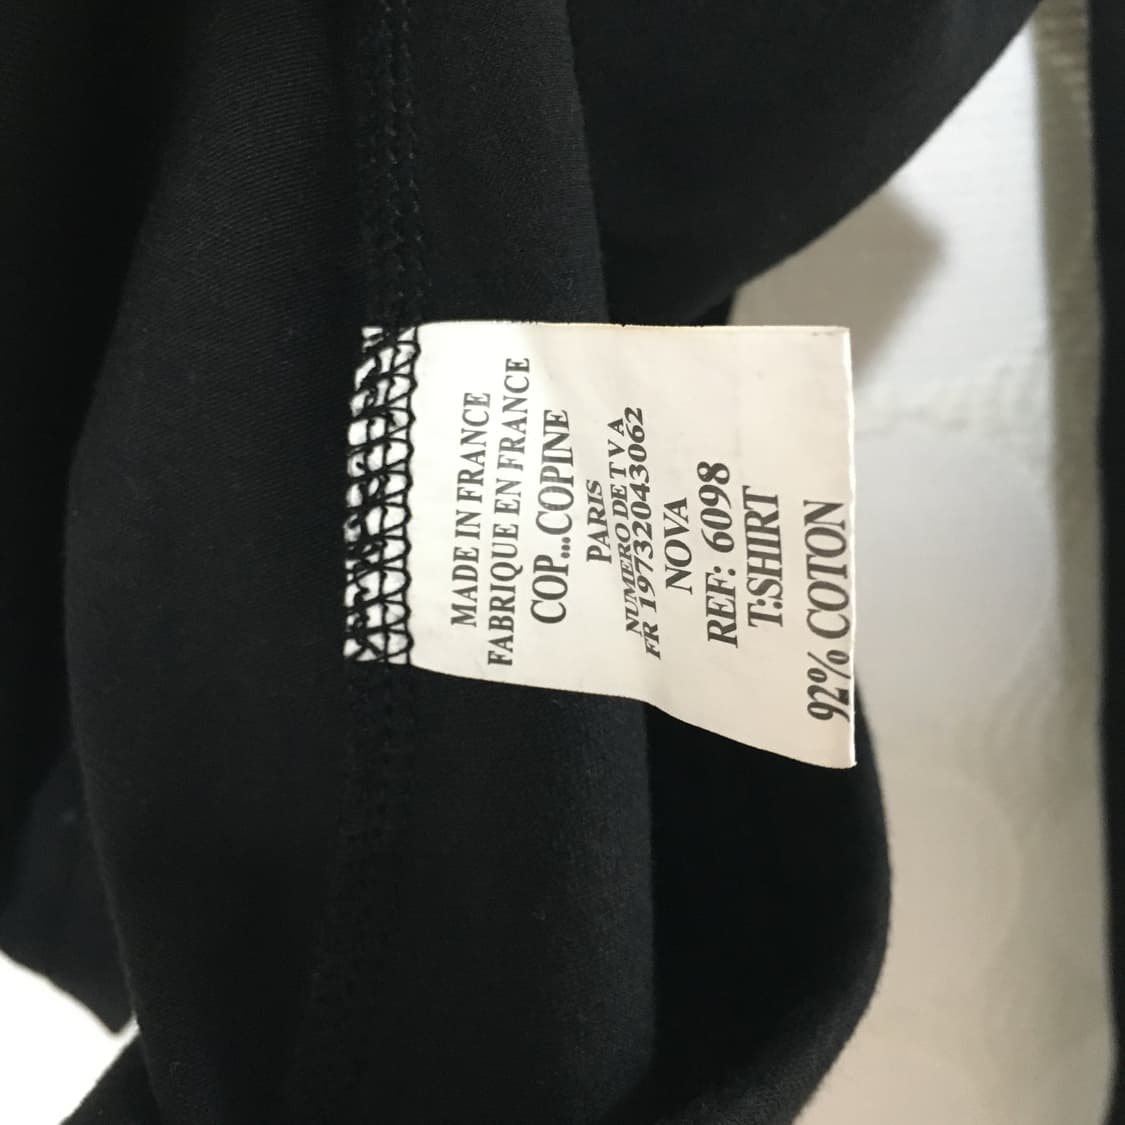 MADE IN FRANCE
FABRIQUE EN FRANCE
COP...COPINE
PARIS
NUMERO DE T V A
FR 19732043062
NOVA
REF: 6098
T:SHIRT
92% COTON